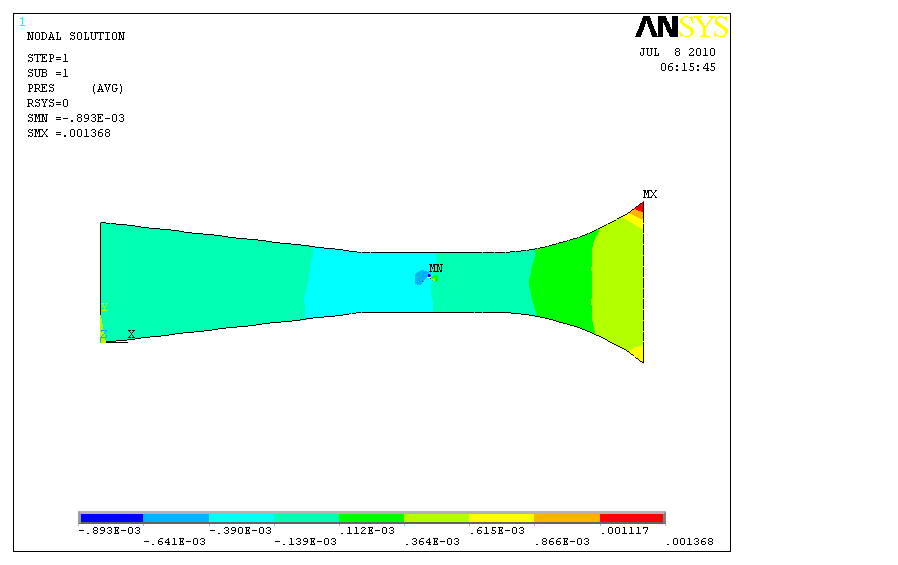 1
ANSYS
NODAL SOLUTION
JUL 8 2010
06:15:45
STEP=1
SUB =1
PRES (AVG)
RSYS=0
SMN =-.893E-03
SMX =.001368
MX
MN
Y
Z
X
-.893E-03 -.390E-03 .112E-03 .615E-03 .001117
-.641E-03 -.139E-03 .364E-03 .866E-03 .001368